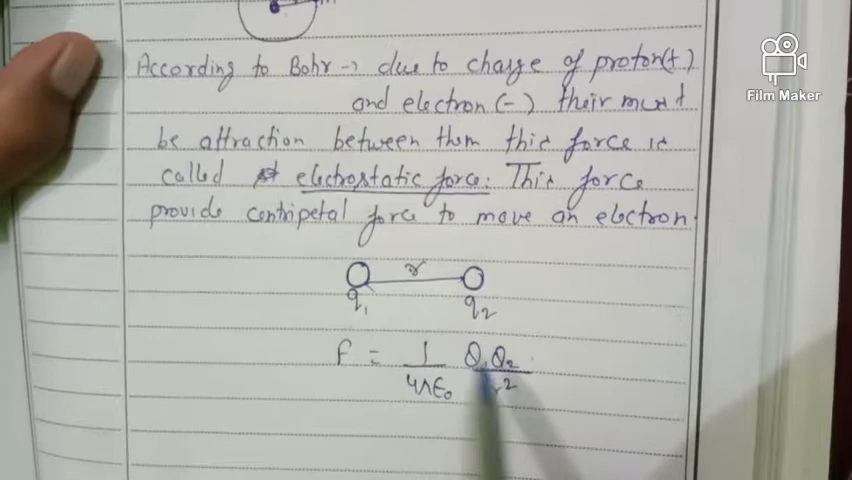 According to Bohr → due to charge of proton(+)
and electron (-) their must
be attraction between them this force is
called electrostatic force. This force
provide centripetal force to move an electron.
r
q1 q2
F = 1/4πε0 Q1Q2/r2
Film Maker